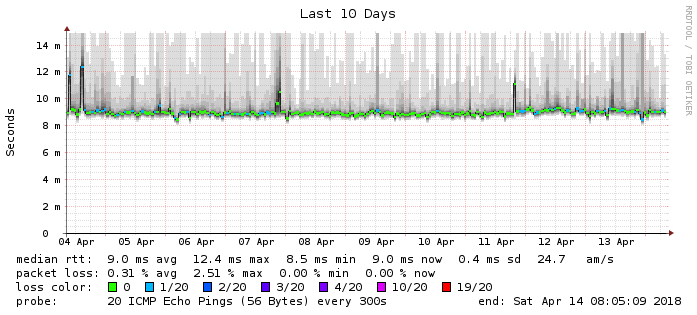 Last 10 Days
RRDTOOL / TOBI OETIKER
Seconds
14 m
12 m
10 m
8 m
6 m
4 m
2 m
0
04 Apr 05 Apr 06 Apr 07 Apr 08 Apr 09 Apr 10 Apr 11 Apr 12 Apr 13 Apr
median rtt: 9.0 ms avg 12.4 ms max 8.5 ms min 9.0 ms now 0.4 ms sd 24.7 am/s
packet loss: 0.31 % avg 2.51 % max 0.00 % min 0.00 % now
loss color: 0 1/20 2/20 3/20 4/20 10/20 19/20
probe: 20 ICMP Echo Pings (56 Bytes) every 300s end: Sat Apr 14 08:05:09 2018